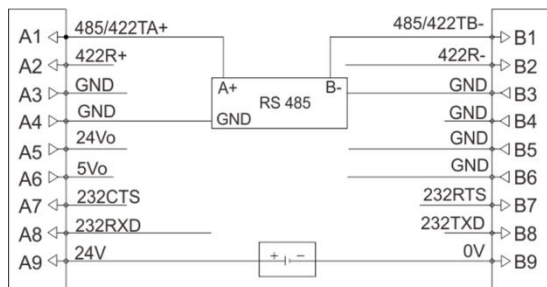 A1 485/422TA+ 485/422TB- B1
A2 422R+ 422R- B2
A3 GND A+ B- GND B3
RS 485
A4 GND GND GND B4
A5 24Vo GND B5
A6 5Vo GND B6
A7 232CTS 232RTS B7
A8 232RXD 232TXD B8
A9 24V + - 0V B9